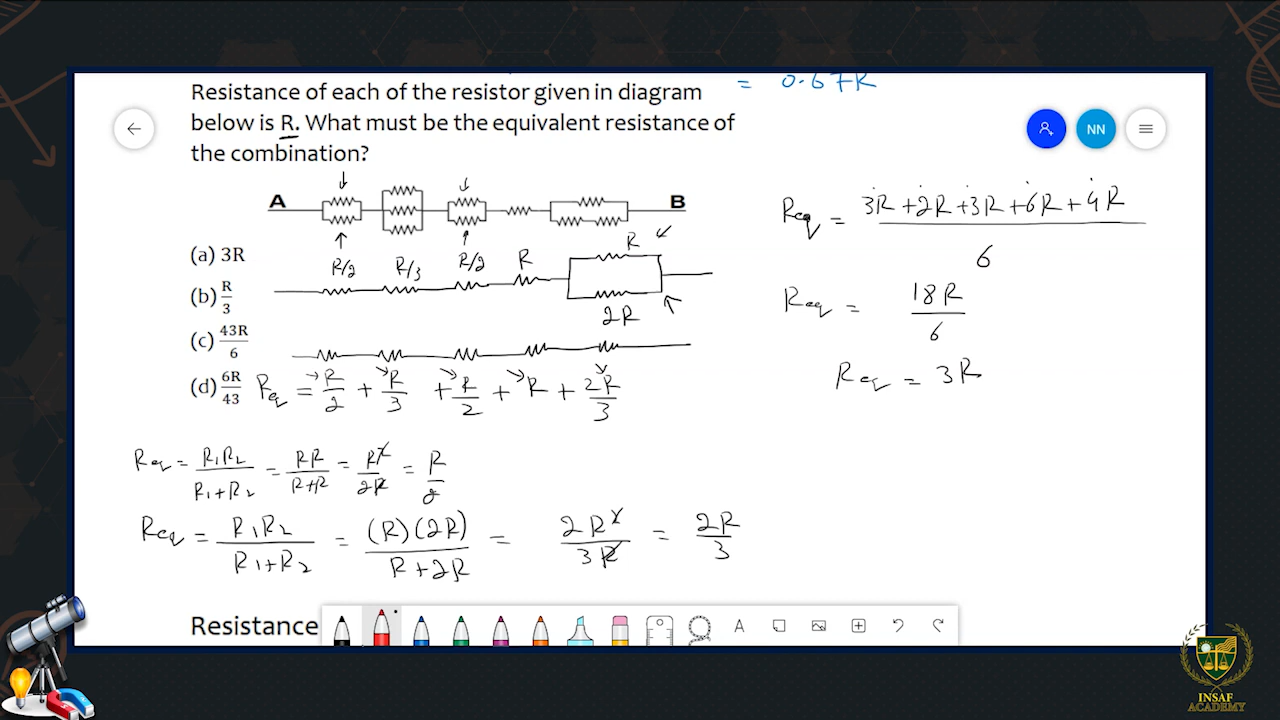 = 0.67R
Resistance of each of the resistor given in diagram
below is R. What must be the equivalent resistance of
the combination?
NN
A B
(a) 3R
(b) R/3
(c) 43R/6
(d) 6R/43
R/2 R/3 R/2 R R
2R
Req = R/2 + R/3 + R/2 + R + 2R/3
Req = R₁R₂/R₁+R₂ = RR/R+R = R²/2R = R/2
Req = R₁R₂/R₁+R₂ = (R)(2R)/R+2R = 2R²/3R = 2R/3
Req = 3R+2R+3R+6R+4R/6
Req = 18R/6
Req = 3R
Resistance
A
INSAF
ACADEMY